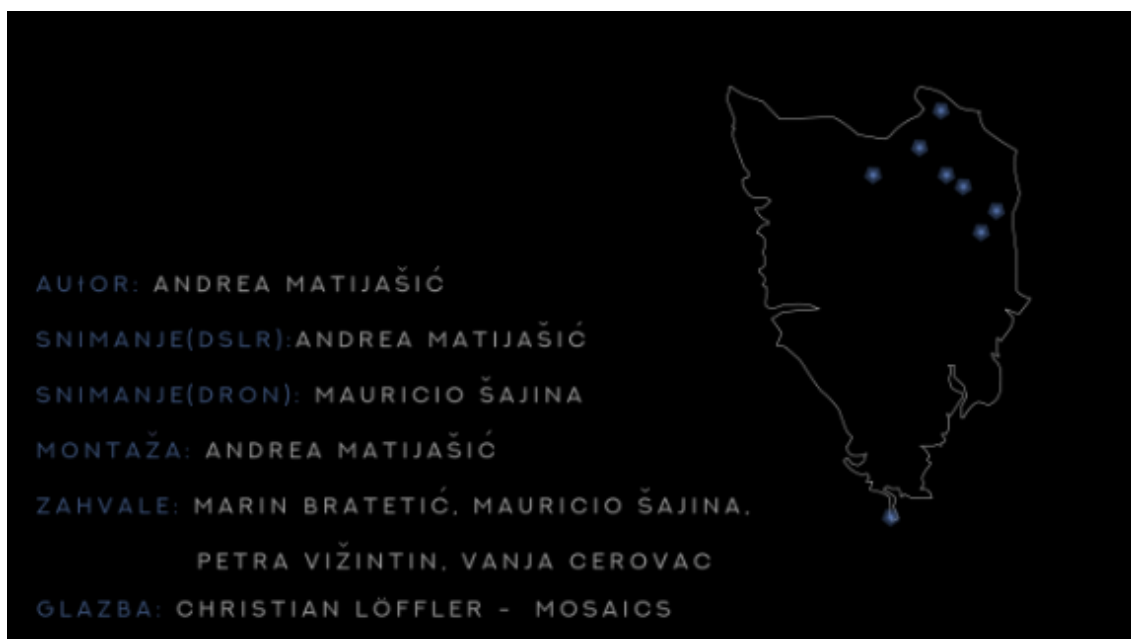 AUTOR: ANDREA MATIJAŠIĆ
SNIMANJE(DSLR):ANDREA MATIJAŠIĆ
SNIMANJE(DRON): MAURICIO ŠAJINA
MONTAŽA: ANDREA MATIJAŠIĆ
ZAHVALE: MARIN BRATETIĆ, MAURICIO ŠAJINA,
PETRA VIŽINTIN, VANJA CEROVAC
GLAZBA: CHRISTIAN LÖFFLER - MOSAICS